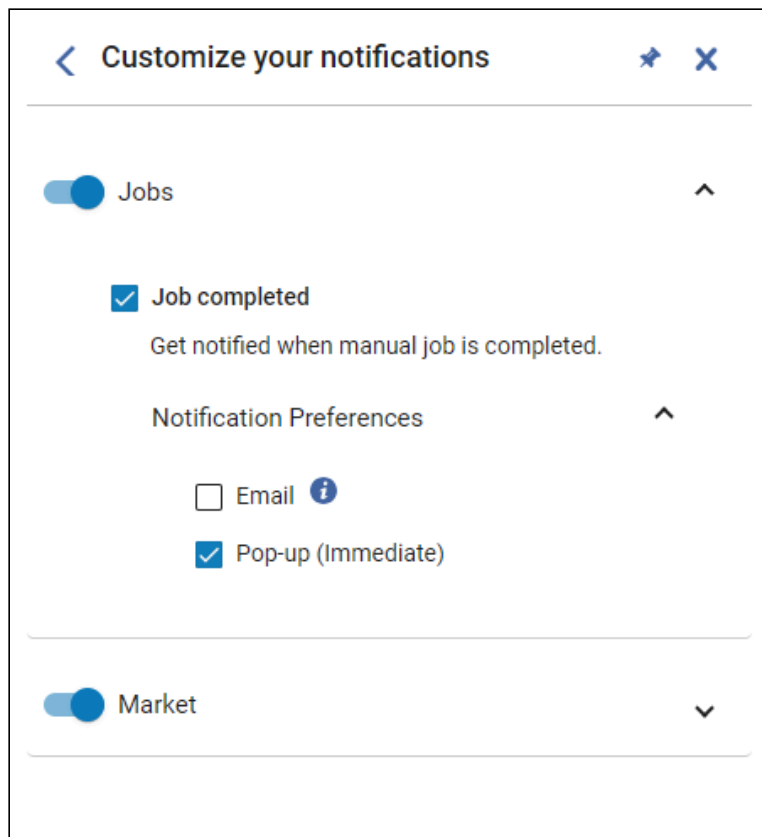 Customize your notifications
Jobs
Job completed
Get notified when manual job is completed.
Notification Preferences
Email i
Pop-up (Immediate)
Market